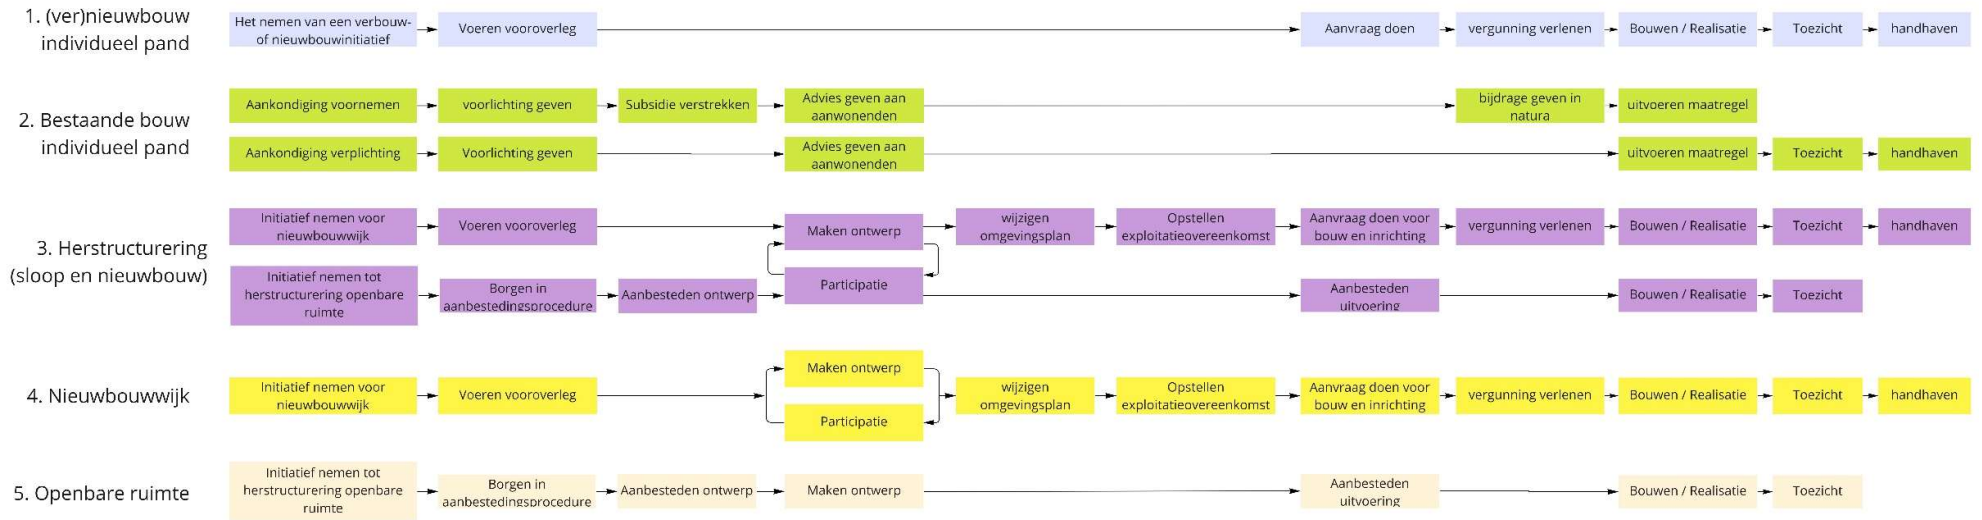 1. (ver)nieuwbouw
individueel pand
Het nemen van een verbouw-
of nieuwbouwinitiatief
Voeren vooroverleg
Aanvraag doen
vergunning verlenen
Bouwen / Realisatie
Toezicht
handhaven
2. Bestaande bouw
individueel pand
Aankondiging voornemen
voorlichting geven
Subsidie verstrekken
Advies geven aan
aanwonenden
bijdrage geven in
natura
uitvoeren maatregel
Aankondiging verplichting
Voorlichting geven
Advies geven aan
aanwonenden
uitvoeren maatregel
Toezicht
handhaven
3. Herstructurering
(sloop en nieuwbouw)
Initiatief nemen voor
nieuwbouwwijk
Voeren vooroverleg
Maken ontwerp
wijzigen
omgevingsplan
Opstellen
exploitatieovereenkomst
Aanvraag doen voor
bouw en inrichting
vergunning verlenen
Bouwen / Realisatie
Toezicht
handhaven
Initiatief nemen tot
herstructurering openbare
ruimte
Borgen in
aanbestedingsprocedure
Aanbesteden ontwerp
Participatie
Aanbesteden
uitvoering
Bouwen / Realisatie
Toezicht
4. Nieuwbouwwijk
Initiatief nemen voor
nieuwbouwwijk
Voeren vooroverleg
Maken ontwerp
Participatie
wijzigen
omgevingsplan
Opstellen
exploitatieovereenkomst
Aanvraag doen voor
bouw en inrichting
vergunning verlenen
Bouwen / Realisatie
Toezicht
handhaven
5. Openbare ruimte
Initiatief nemen tot
herstructurering openbare
ruimte
Borgen in
aanbestedingsprocedure
Aanbesteden ontwerp
Maken ontwerp
Aanbesteden
uitvoering
Bouwen / Realisatie
Toezicht